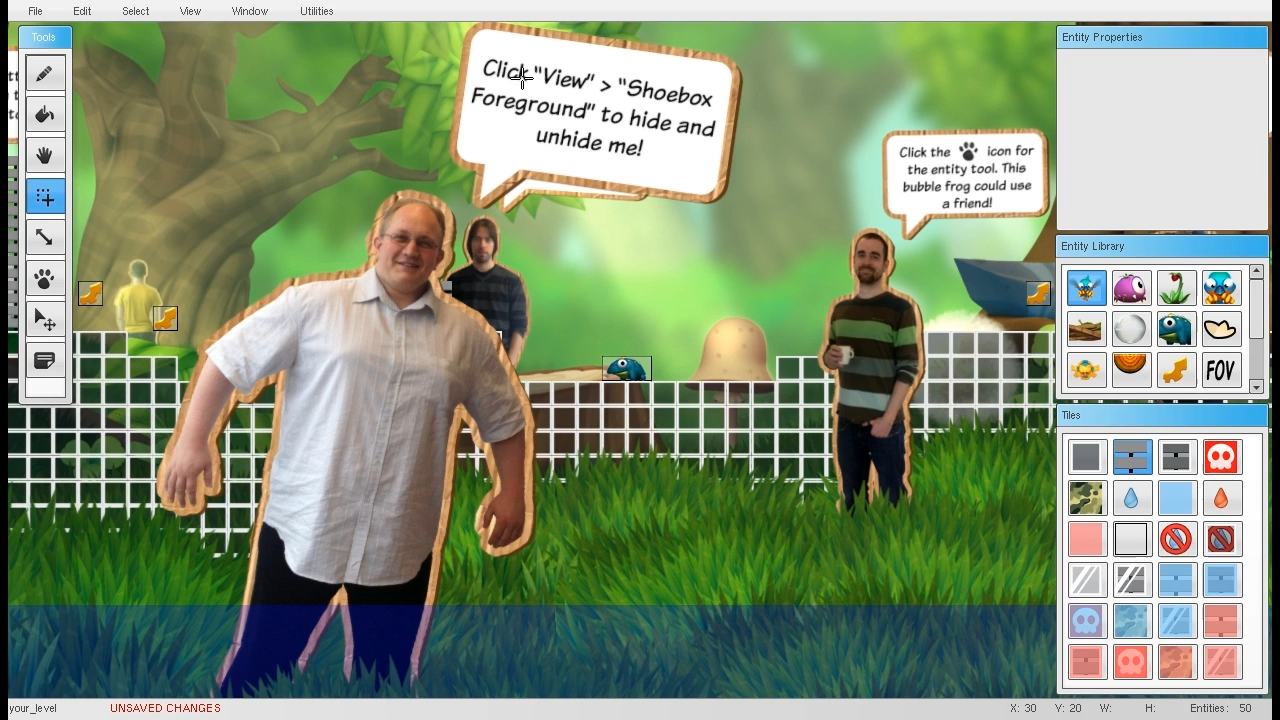 File Edit Select View Window Utilities
Tools
Click "View" > "Shoebox
Foreground" to hide and
unhide me!
Click the icon for
the entity tool. This
bubble frog could use
a friend!
Entity Properties
Entity Library
FOV
Tiles
your_level UNSAVED CHANGES X: 30 Y: 20 W: H: Entities: 50